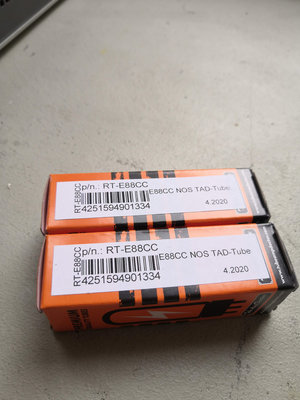 RT-E88CC
p/n.: RT-E88CC
E88CC NOS TAD-Tube
4251594901334
4.2020
RT-E88CC
p/n.: RT-E88CC
E88CC NOS TAD-Tube
4251594901334
4.2020